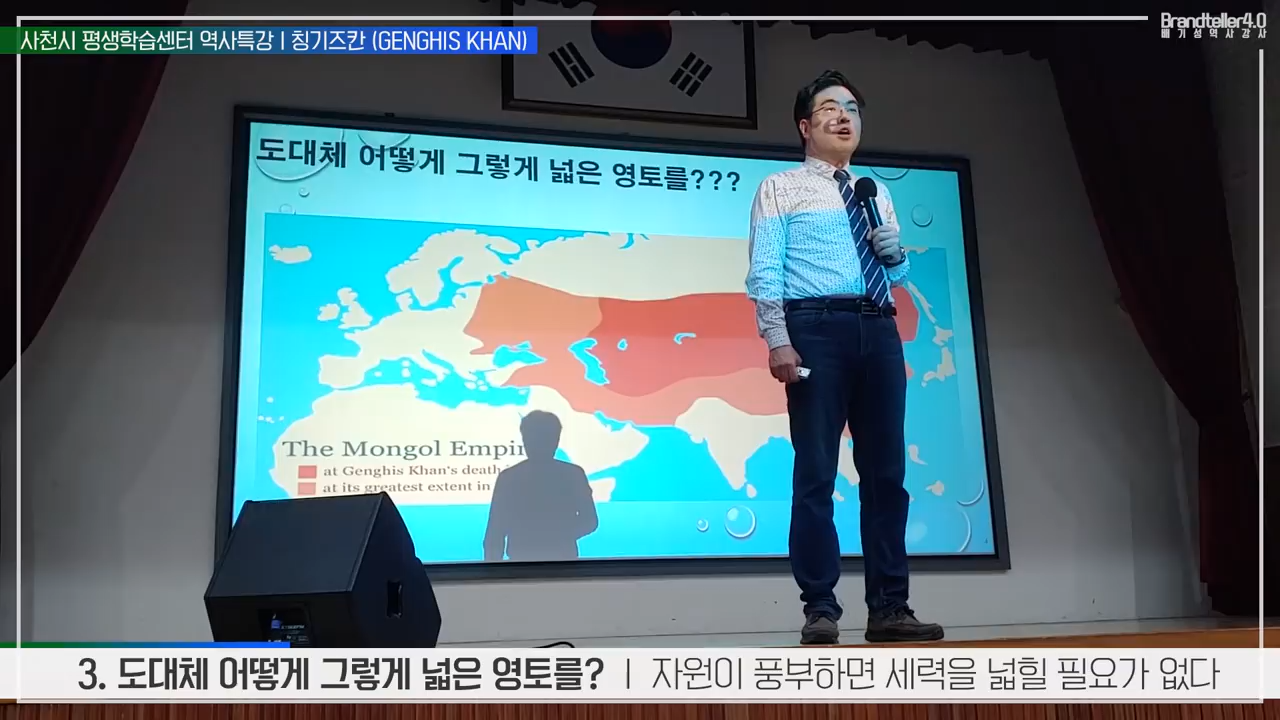 사천시 평생학습센터 역사특강 | 칭기즈칸 (GENGHIS KHAN)
Brandteller4.0
배기성역사강사
도대체 어떻게 그렇게 넓은 영토를???
The Mongol Empir
at Genghis Khan's death
at its greatest extent in
3. 도대체 어떻게 그렇게 넓은 영토를? | 자원이 풍부하면 세력을 넓힐 필요가 없다